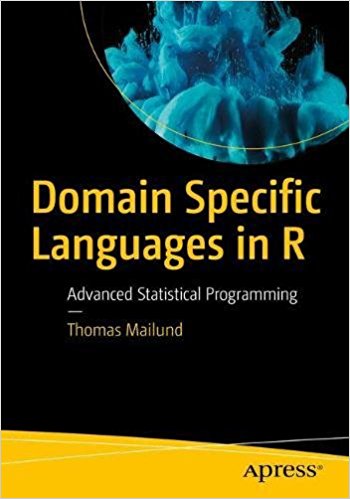 Domain Specific
Languages in R
Advanced Statistical Programming
—
Thomas Mailund
Apress®